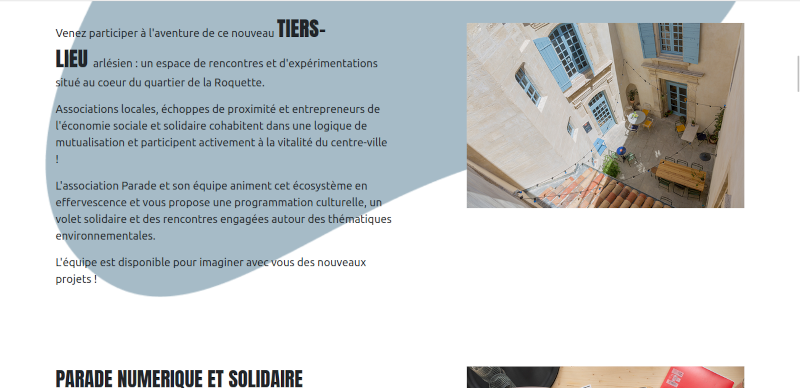 Venez participer à l'aventure de ce nouveau TIERS-
LIEU arlésien : un espace de rencontres et d'expérimentations
situé au coeur du quartier de la Roquette.
Associations locales, échoppes de proximité et entrepreneurs de
l'économie sociale et solidaire cohabitent dans une logique de
mutualisation et participent activement à la vitalité du centre-ville
!
L'association Parade et son équipe animent cet écosystème en
effervescence et vous propose une programmation culturelle, un
volet solidaire et des rencontres engagées autour des thématiques
environnementales.
L'équipe est disponible pour imaginer avec vous des nouveaux
projets !
PARADE NUMERIQUE ET SOLIDAIRE